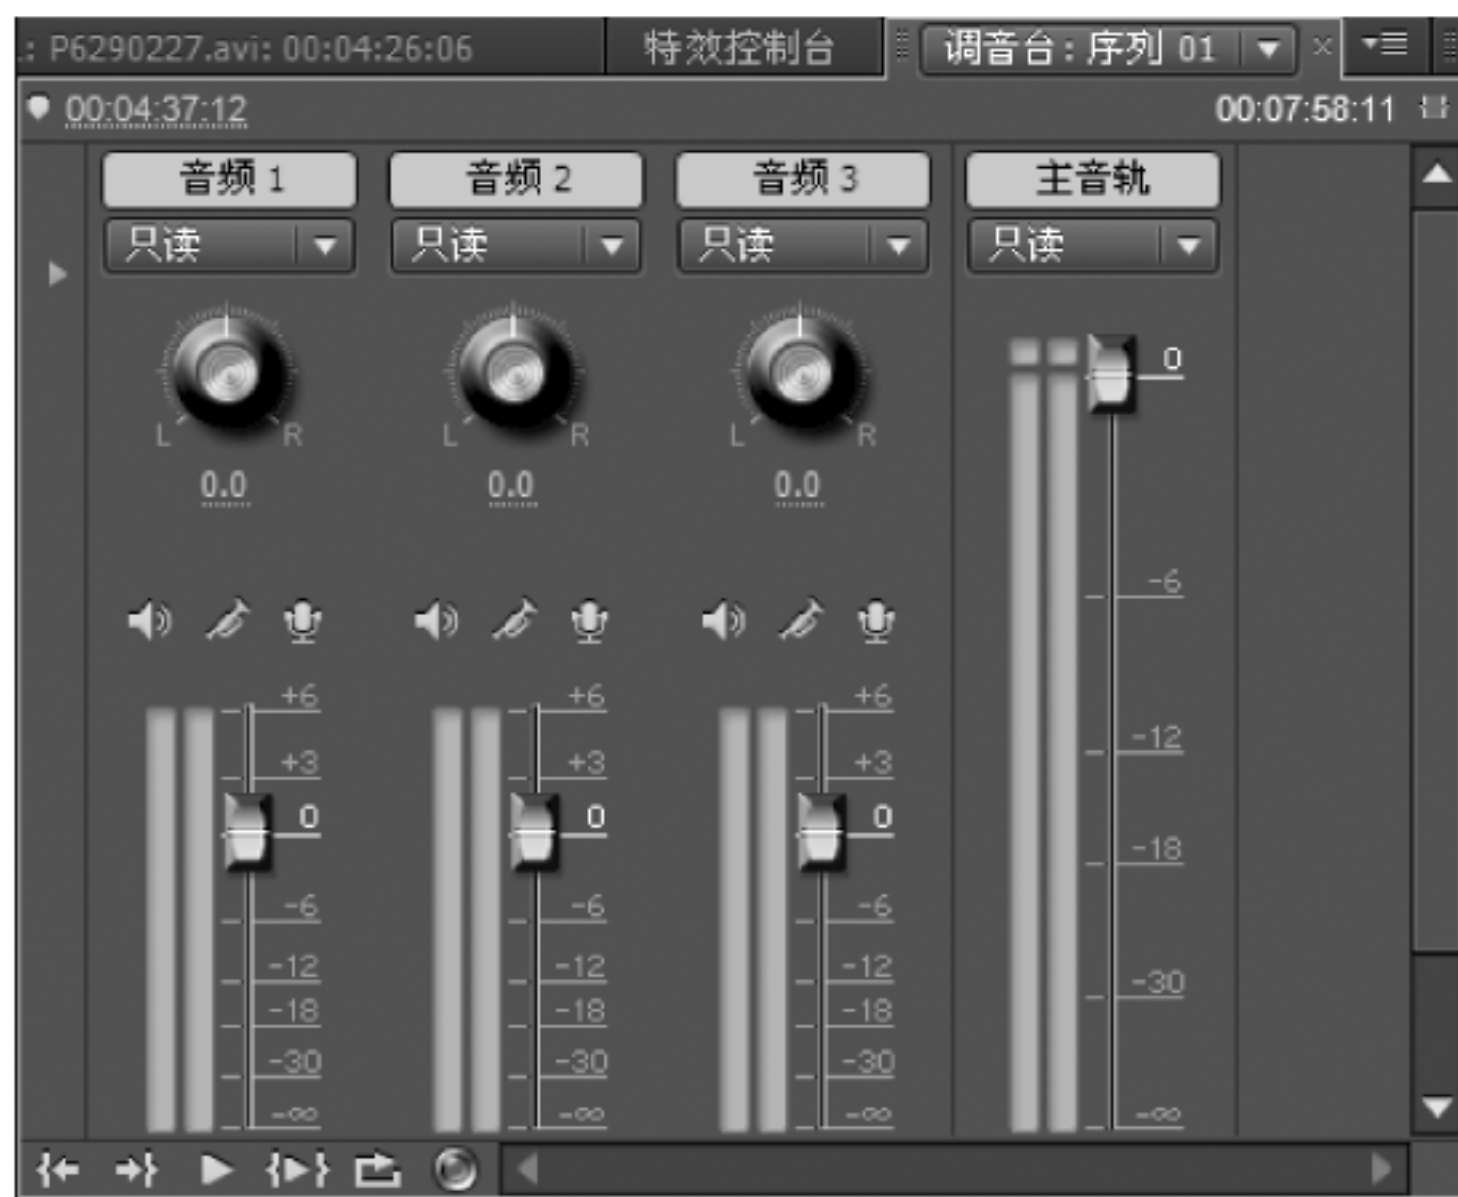 : P6290227.avi: 00:04:26:06 特效控制台 调音台: 序列 01 ×
00:04:37:12 00:07:58:11
音频 1 音频 2 音频 3 主音轨
只读 只读 只读 只读
0
L R L R L R
0.0 0.0 0.0
-6
+6 +6 +6
-12
+3 +3 +3
0 0 0
-18
-6 -6 -6
-12 -12 -12
-30
-18 -18 -18
-30 -30 -30
-∞ -∞ -∞ -∞